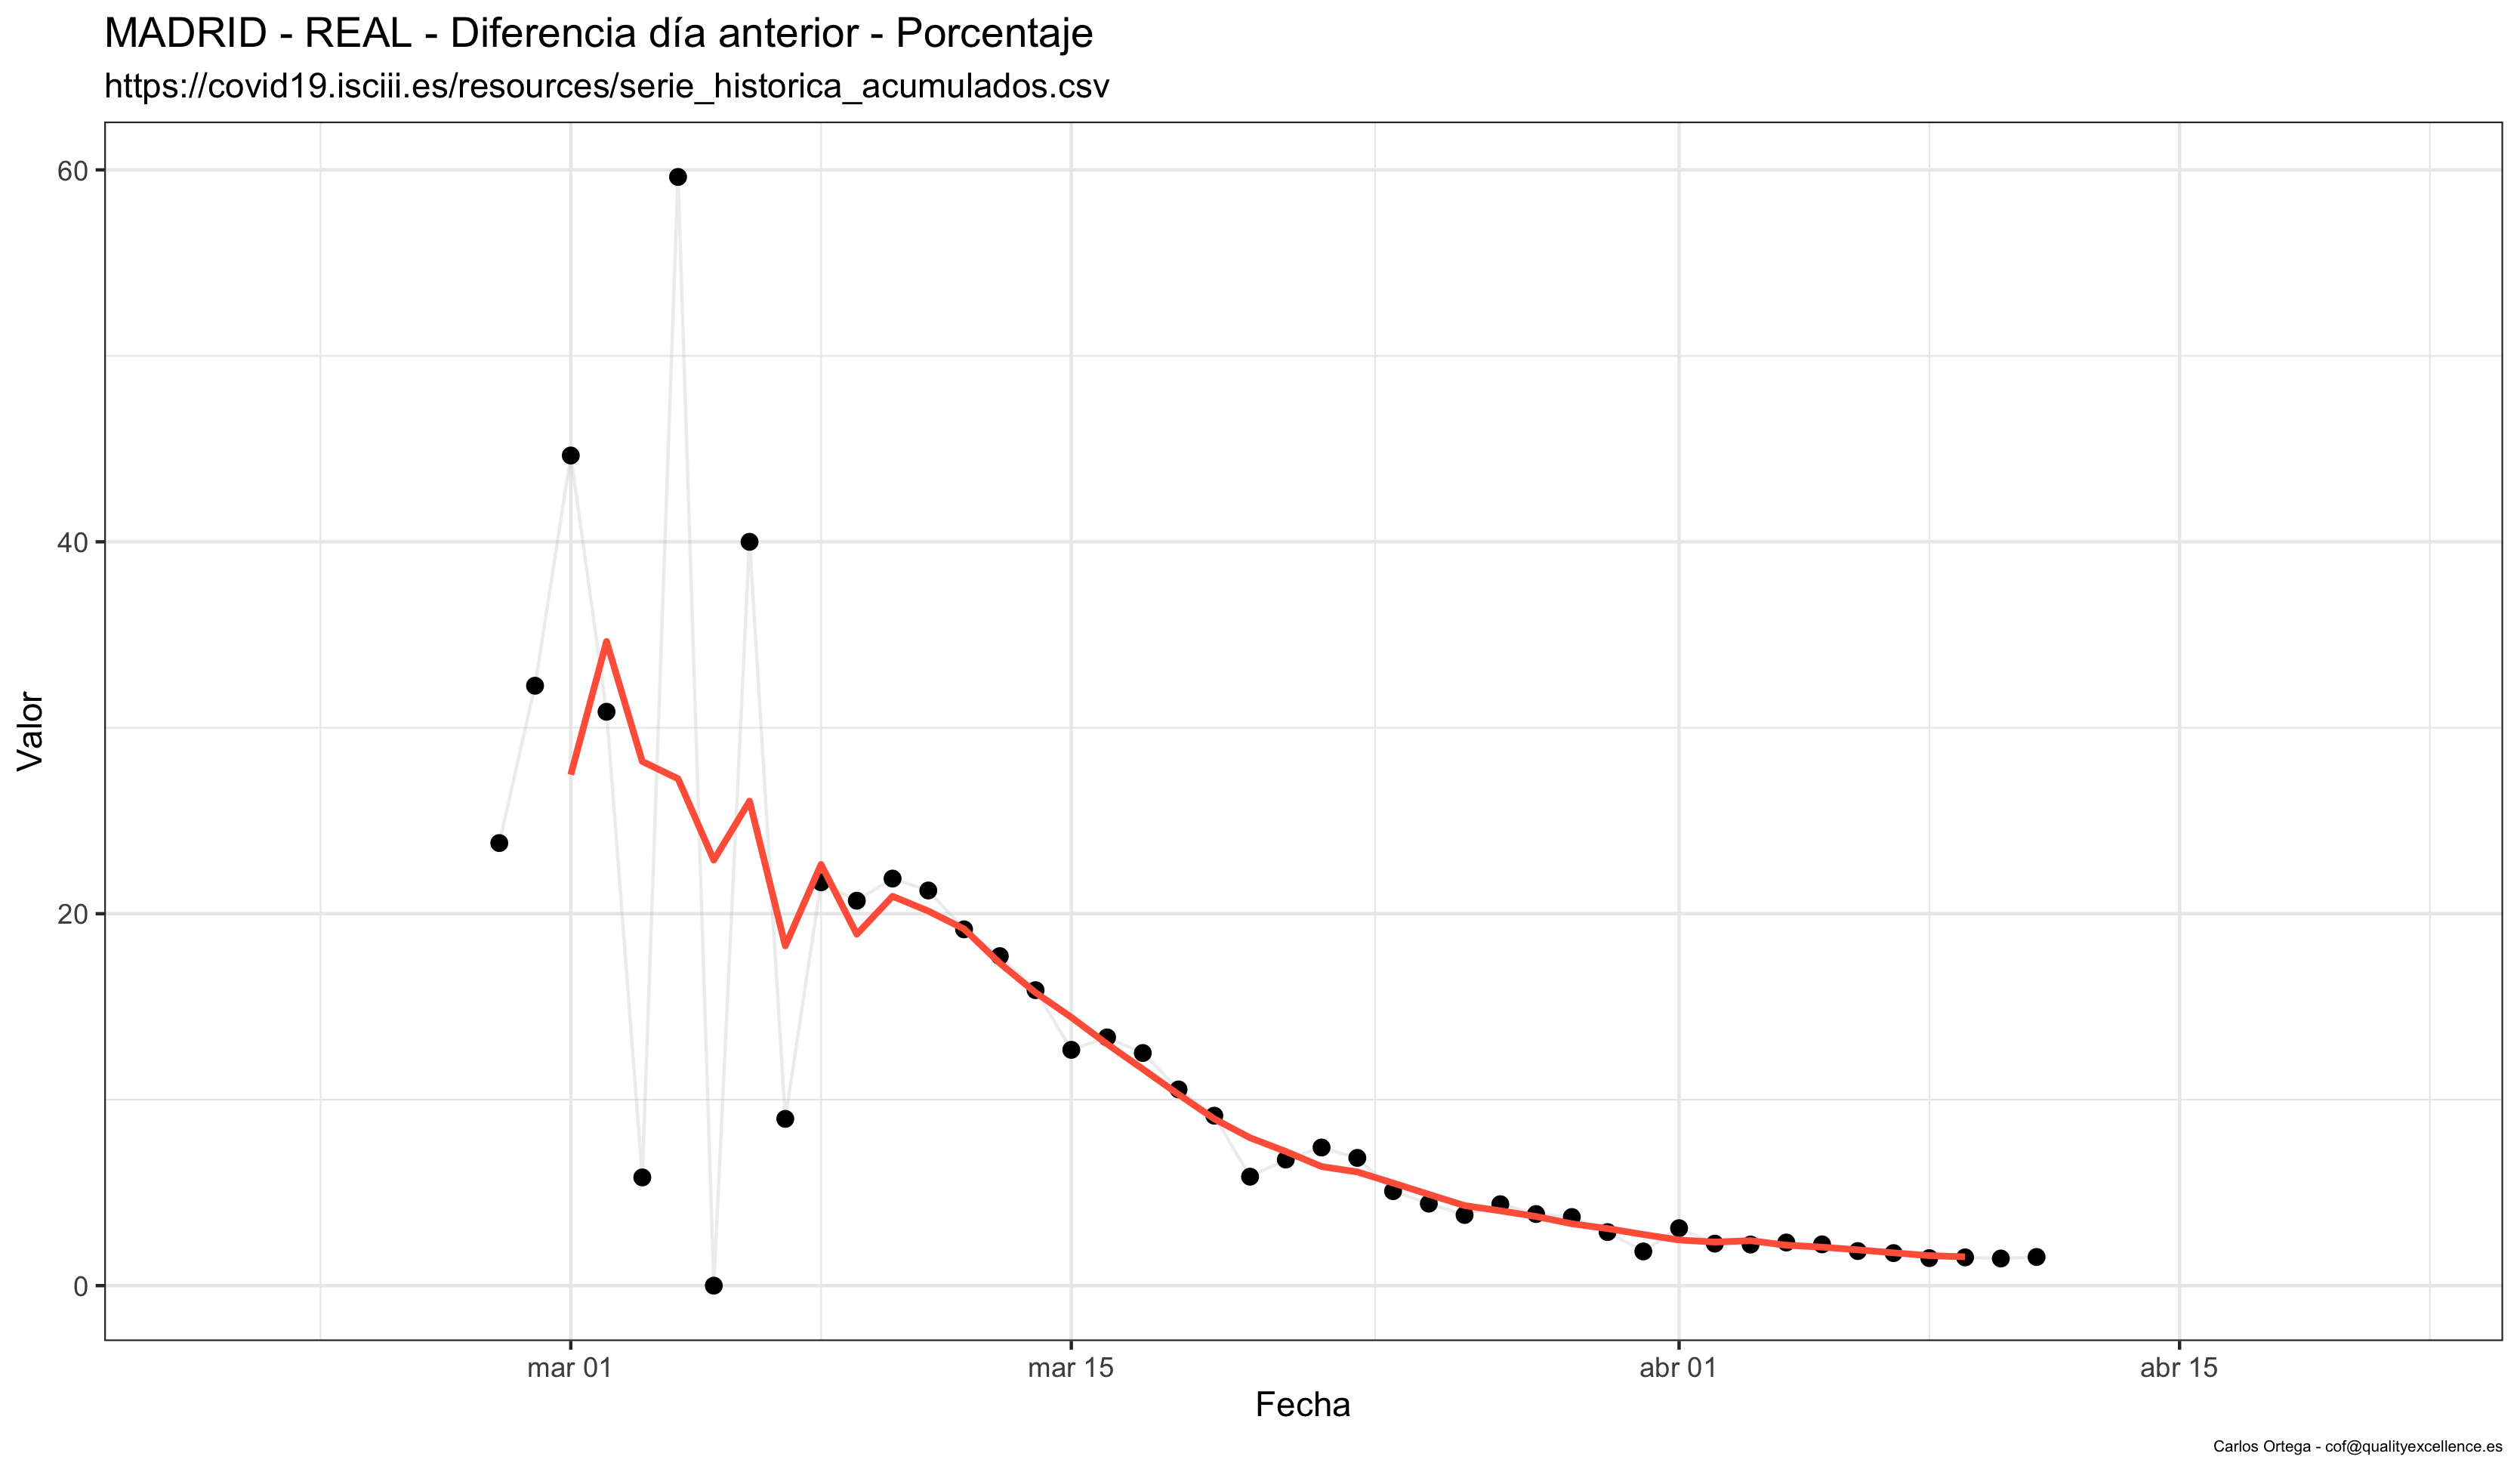 MADRID - REAL - Diferencia día anterior - Porcentaje
https://covid19.isciii.es/resources/serie_historica_acumulados.csv
60
40
20
0
Valor
mar 01
mar 15
abr 01
abr 15
Fecha
Carlos Ortega - cof@qualityexcellence.es